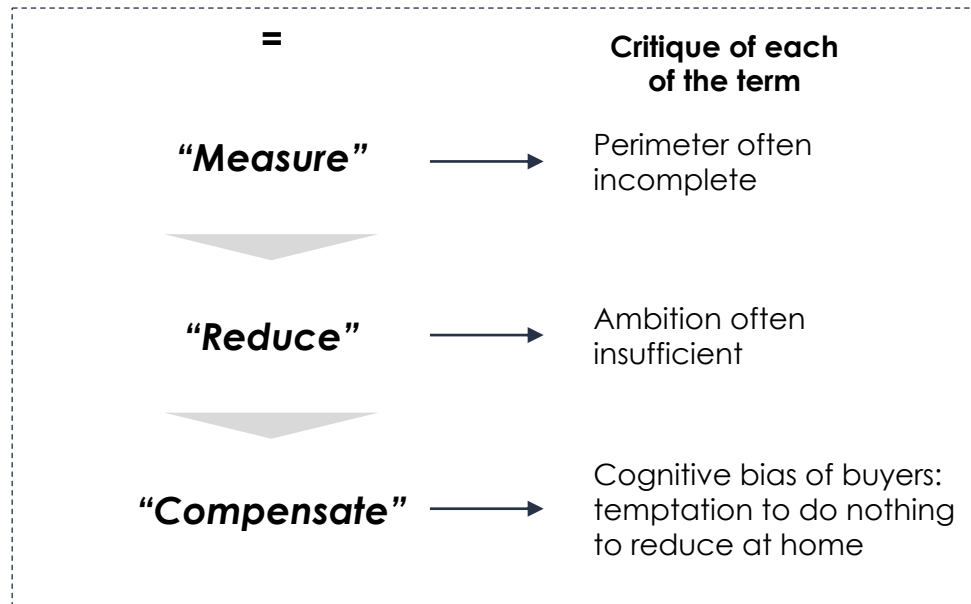 =
Critique of each
of the term
“Measure”
Perimeter often
incomplete
“Reduce”
Ambition often
insufficient
“Compensate”
Cognitive bias of buyers:
temptation to do nothing
to reduce at home